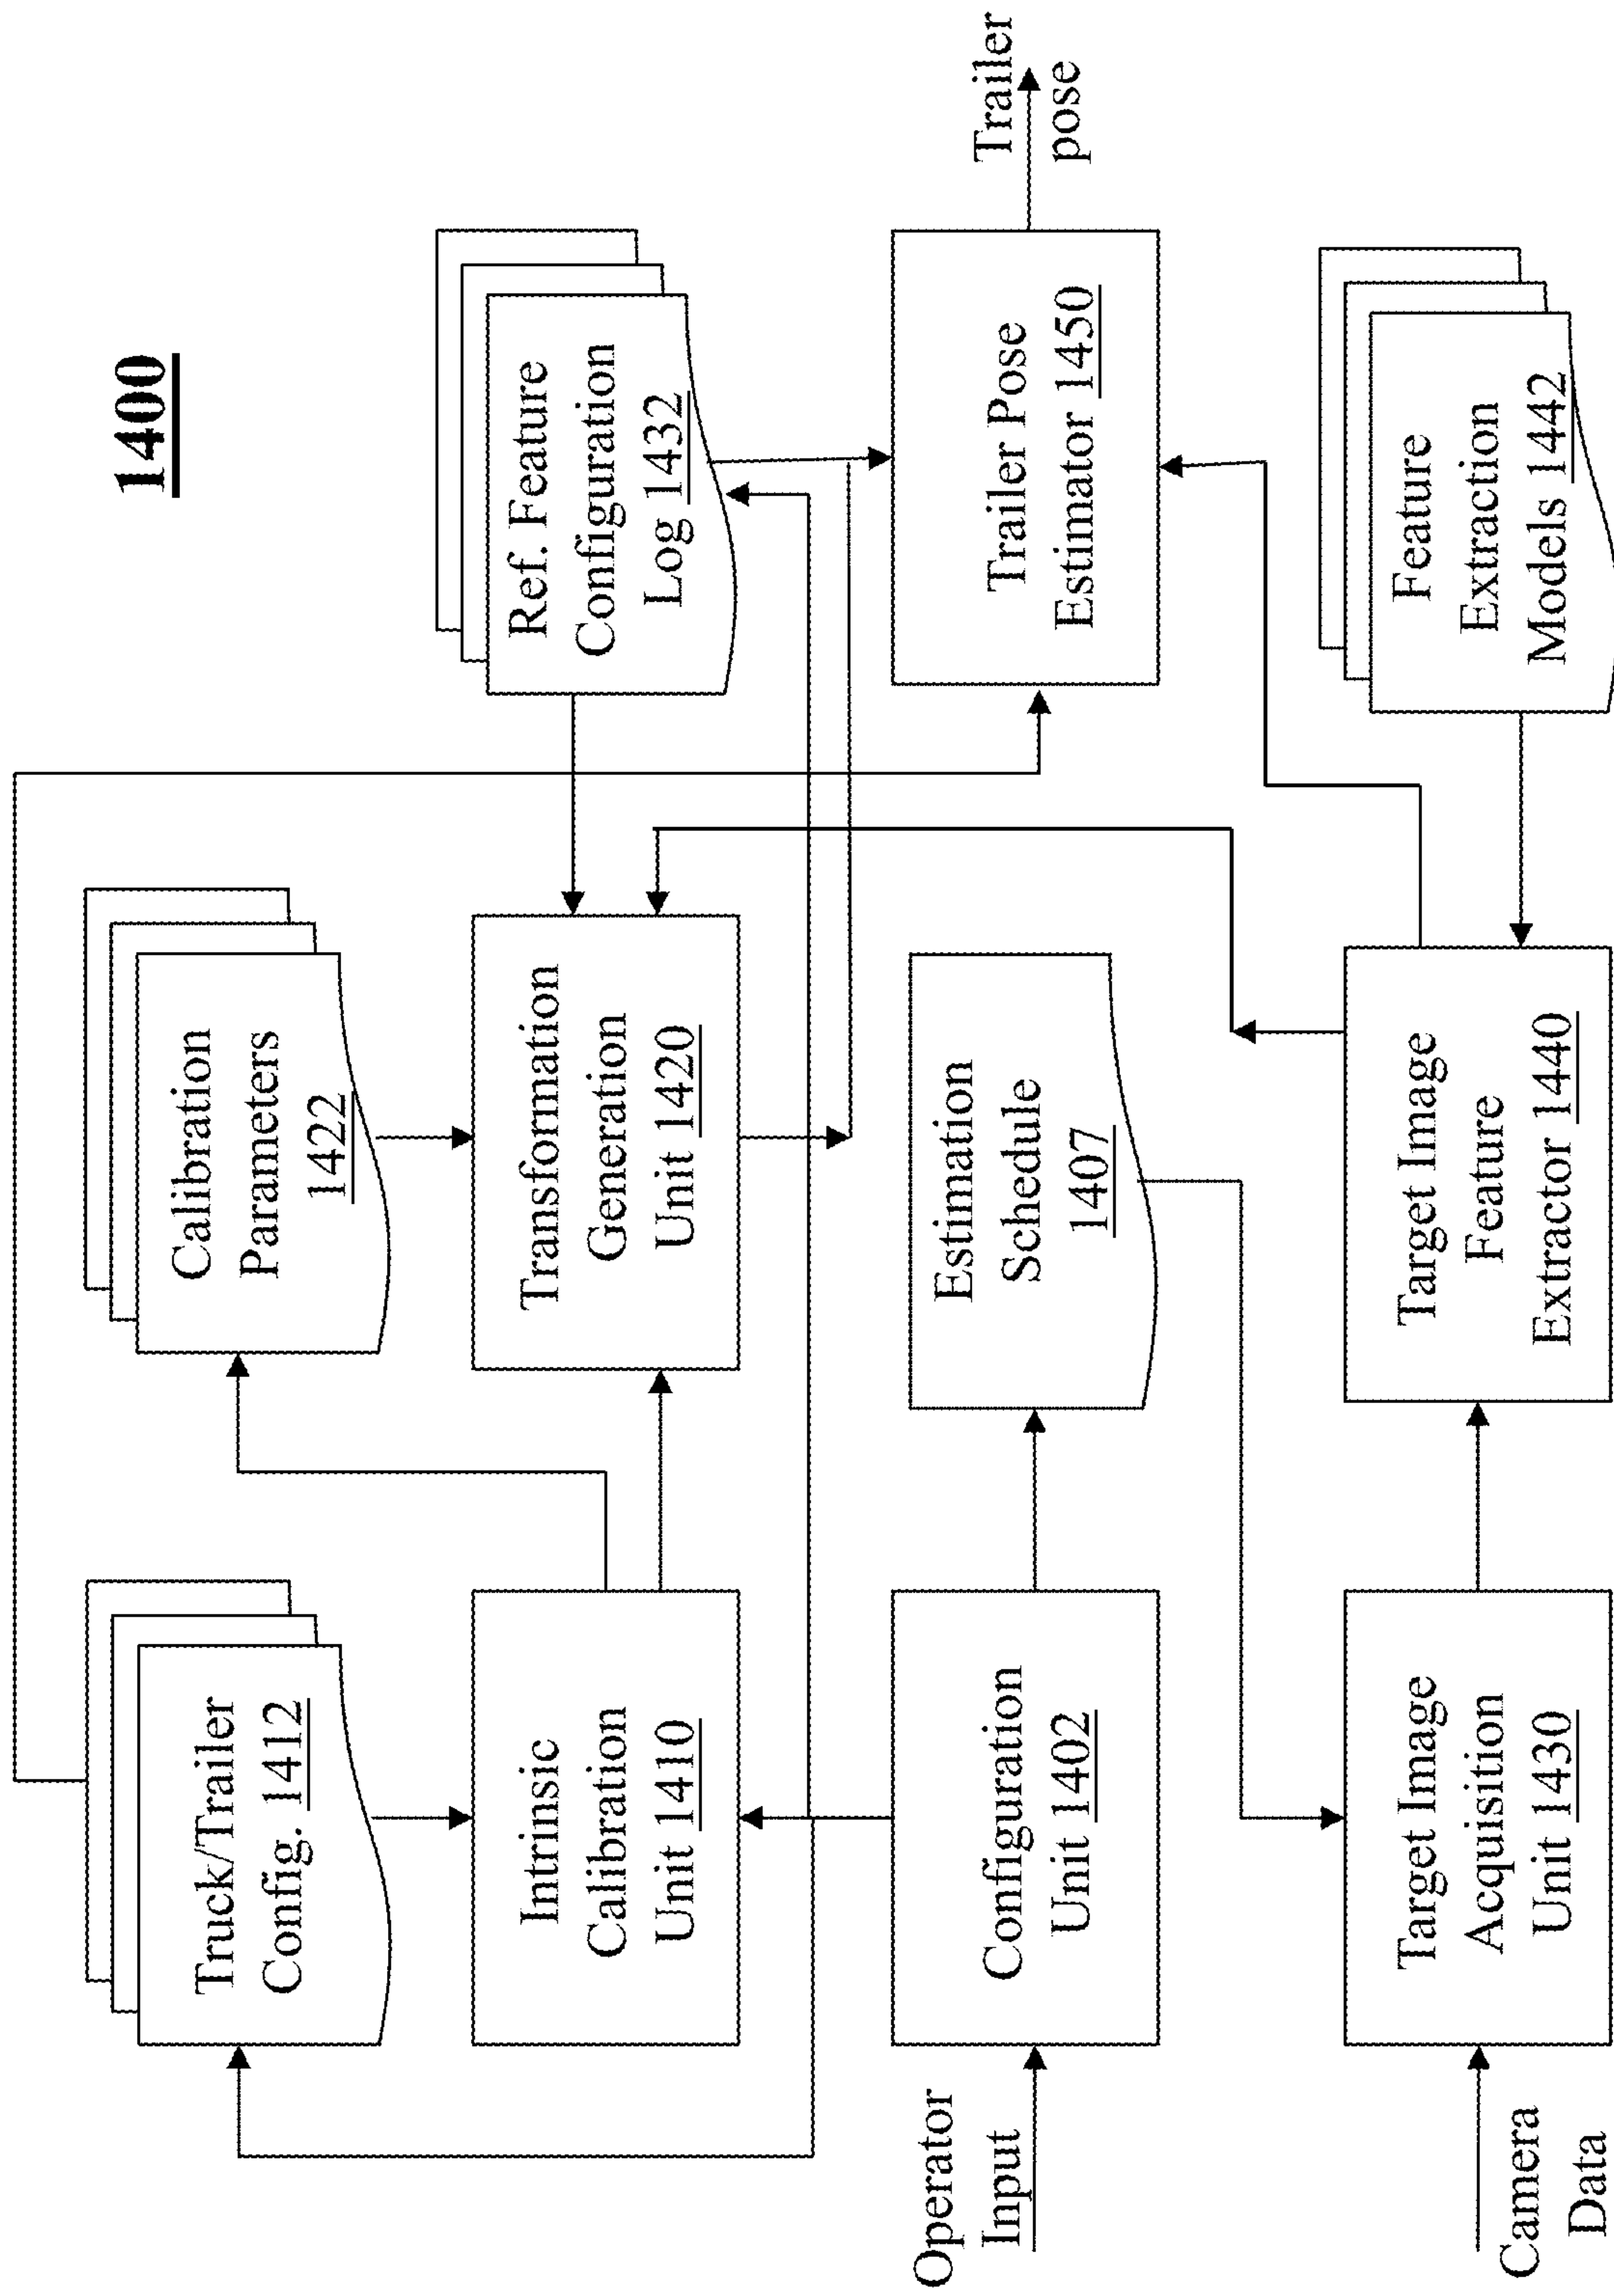 1400
Truck/Trailer
Config. 1412
Calibration
Parameters
1422
Ref. Feature
Configuration
Log 1432
Intrinsic
Calibration
Unit 1410
Transformation
Generation
Unit 1420
Operator
Input
Configuration
Unit 1402
Estimation
Schedule
1407
Trailer Pose
Estimator 1450
Trailer
pose
Camera
Data
Target Image
Acquisition
Unit 1430
Target Image
Feature
Extractor 1440
Feature
Extraction
Models 1442